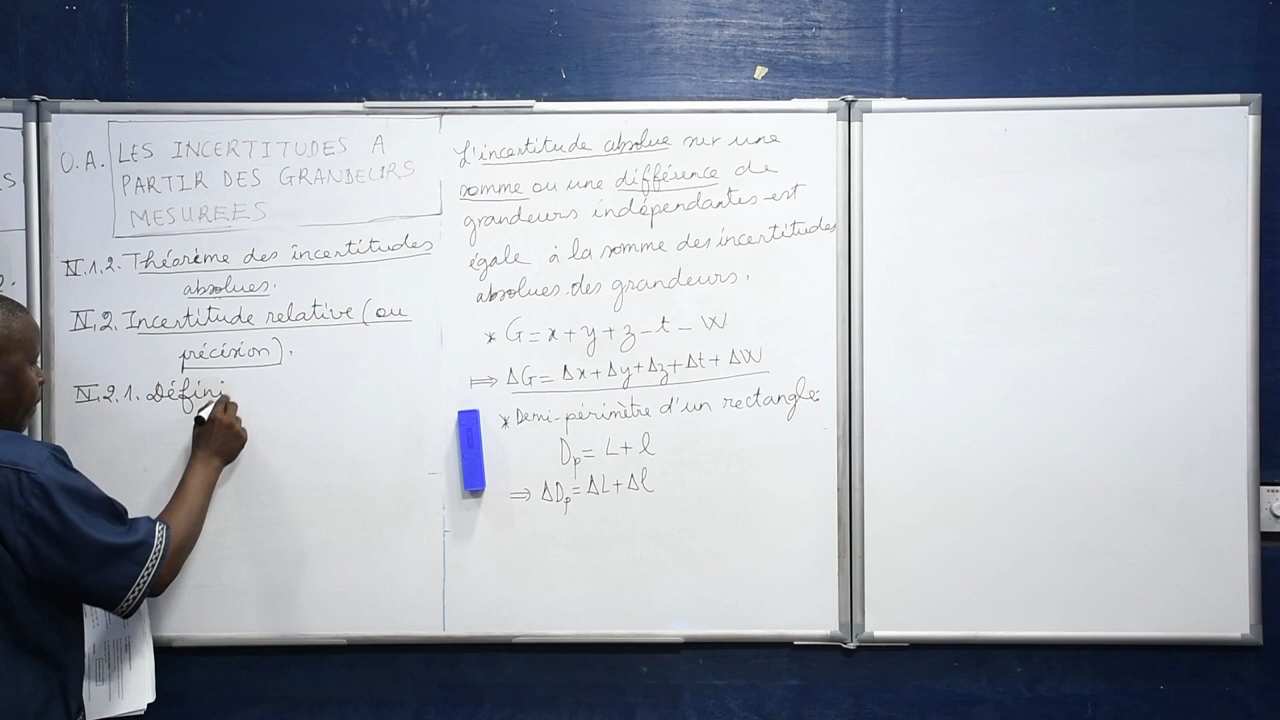 O.A. LES INCERTITUDES A
PARTIR DES GRANDEURS
MESUREES
IV.1.2. Théorème des incertitudes
absolues.
IV.2. Incertitude relative (ou
précision).
IV.2.1. Défini
L'incertitude absolue sur une
somme ou une différence de
grandeurs indépendantes est
égale à la somme des incertitudes
absolues des grandeurs.
* G = x + y + z - t - W
⟹ ΔG = Δx + Δy + Δz + Δt + ΔW
* Demi-périmètre d'un rectangle:
Dp = L + l
⟹ ΔDp = ΔL + Δl